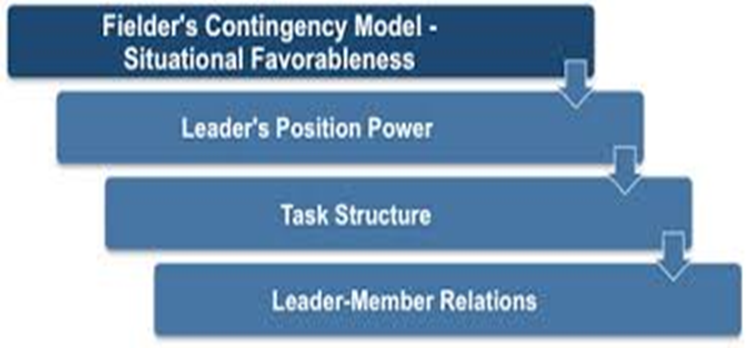 Fielder's Contingency Model -
Situational Favorableness
Leader's Position Power
Task Structure
Leader-Member Relations